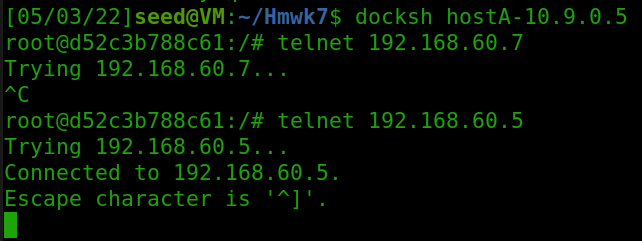 [05/03/22]seed@VM:~/Hmwk7$ docksh hostA-10.9.0.5
root@d52c3b788c61:/# telnet 192.168.60.7
Trying 192.168.60.7...
^C
root@d52c3b788c61:/# telnet 192.168.60.5
Trying 192.168.60.5...
Connected to 192.168.60.5.
Escape character is '^]'.